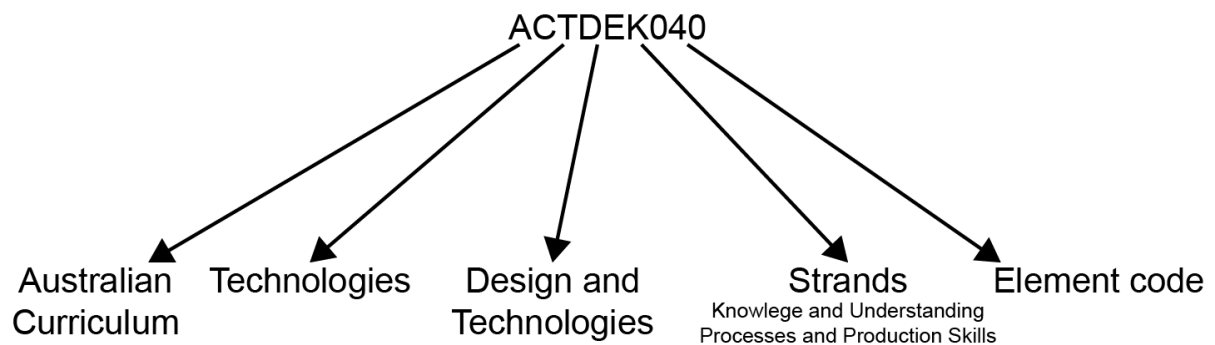 ACTDEK040
Australian
Curriculum
Technologies
Design and
Technologies
Strands
Knowlege and Understanding
Processes and Production Skills
Element code